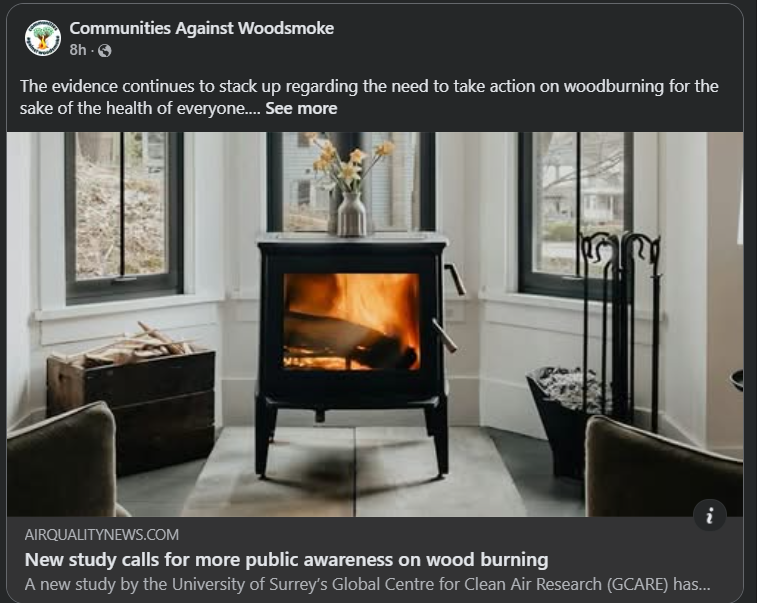 Communities Against Woodsmoke
8h ·
The evidence continues to stack up regarding the need to take action on woodburning for the
sake of the health of everyone.... See more
i
AIRQUALITYNEWS.COM
New study calls for more public awareness on wood burning
A new study by the University of Surrey's Global Centre for Clean Air Research (GCARE) has...